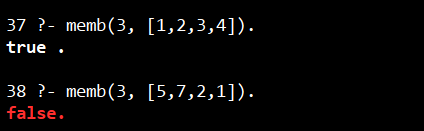 37 ?- memb(3, [1,2,3,4]).
true .
38 ?- memb(3, [5,7,2,1]).
false.